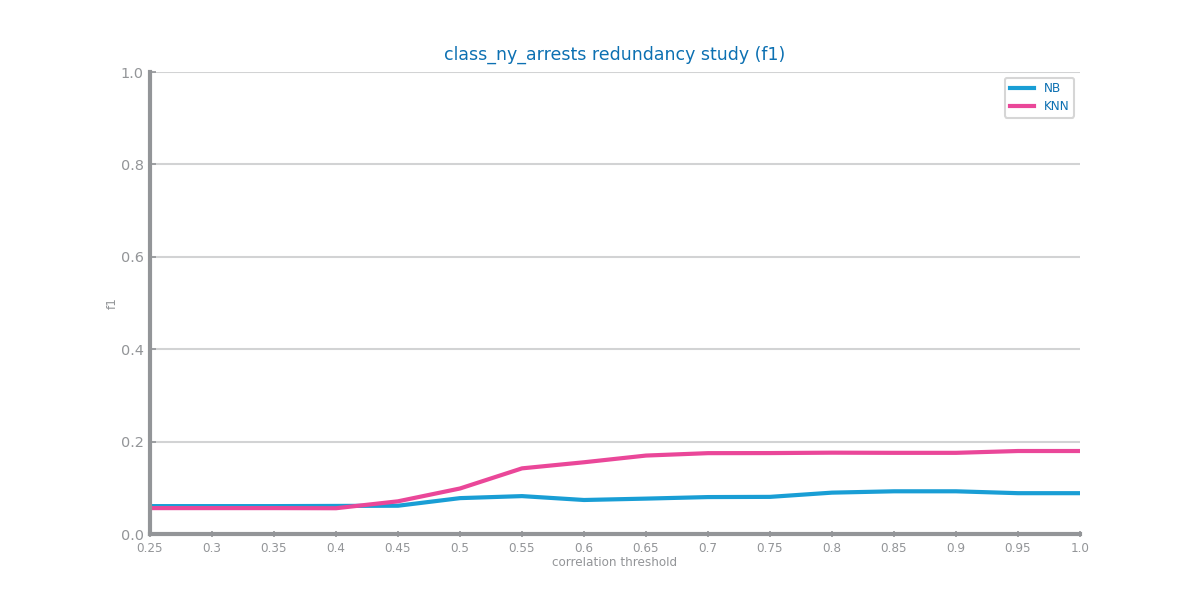 class_ny_arrests redundancy study (f1)
NB
KNN
1.0
0.8
0.6
0.4
0.2
0.0
f1
0.25 0.3 0.35 0.4 0.45 0.5 0.55 0.6 0.65 0.7 0.75 0.8 0.85 0.9 0.95 1.0
correlation threshold